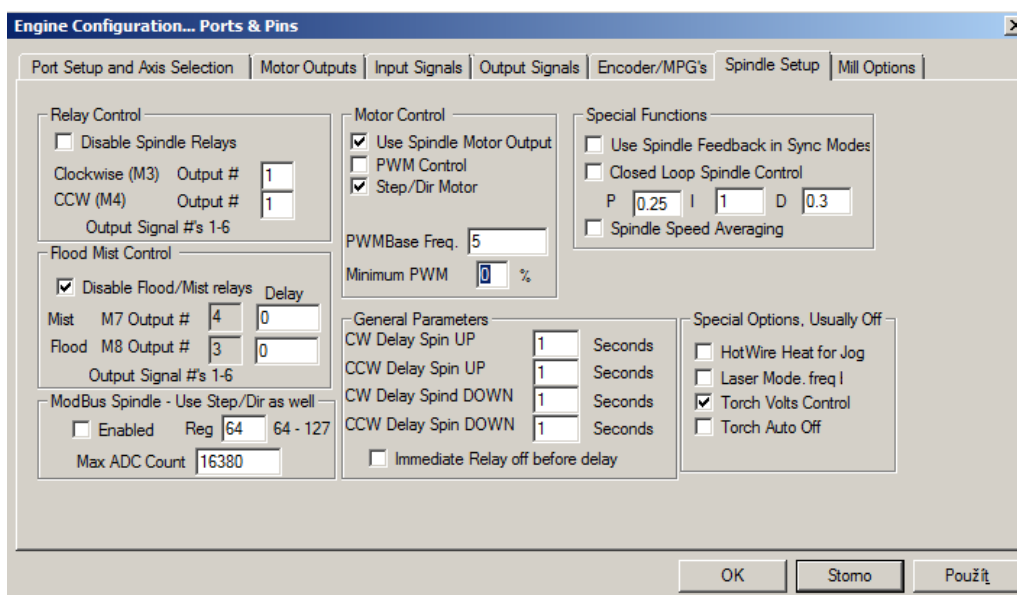 Engine Configuration... Ports & Pins
Port Setup and Axis Selection | Motor Outputs | Input Signals | Output Signals | Encoder/MPG's | Spindle Setup | Mill Options
Relay Control
Disable Spindle Relays
Clockwise (M3) Output # 1
CCW (M4) Output # 1
Output Signal #'s 1-6
Flood Mist Control
Disable Flood/Mist relays Delay
Mist M7 Output # 4 0
Flood M8 Output # 3 0
Output Signal #'s 1-6
ModBus Spindle - Use Step/Dir as well
Enabled Reg 64 64 - 127
Max ADC Count 16380
Motor Control
Use Spindle Motor Output
PWM Control
Step/Dir Motor
PWMBase Freq. 5
Minimum PWM 0 %
General Parameters
CW Delay Spin UP 1 Seconds
CCW Delay Spin UP 1 Seconds
CW Delay Spind DOWN 1 Seconds
CCW Delay Spin DOWN 1 Seconds
Immediate Relay off before delay
Special Functions
Use Spindle Feedback in Sync Modes
Closed Loop Spindle Control
P 0.25 I 1 D 0.3
Spindle Speed Averaging
Special Options, Usually Off
HotWire Heat for Jog
Laser Mode. freq I
Torch Volts Control
Torch Auto Off
OK Storno Použít